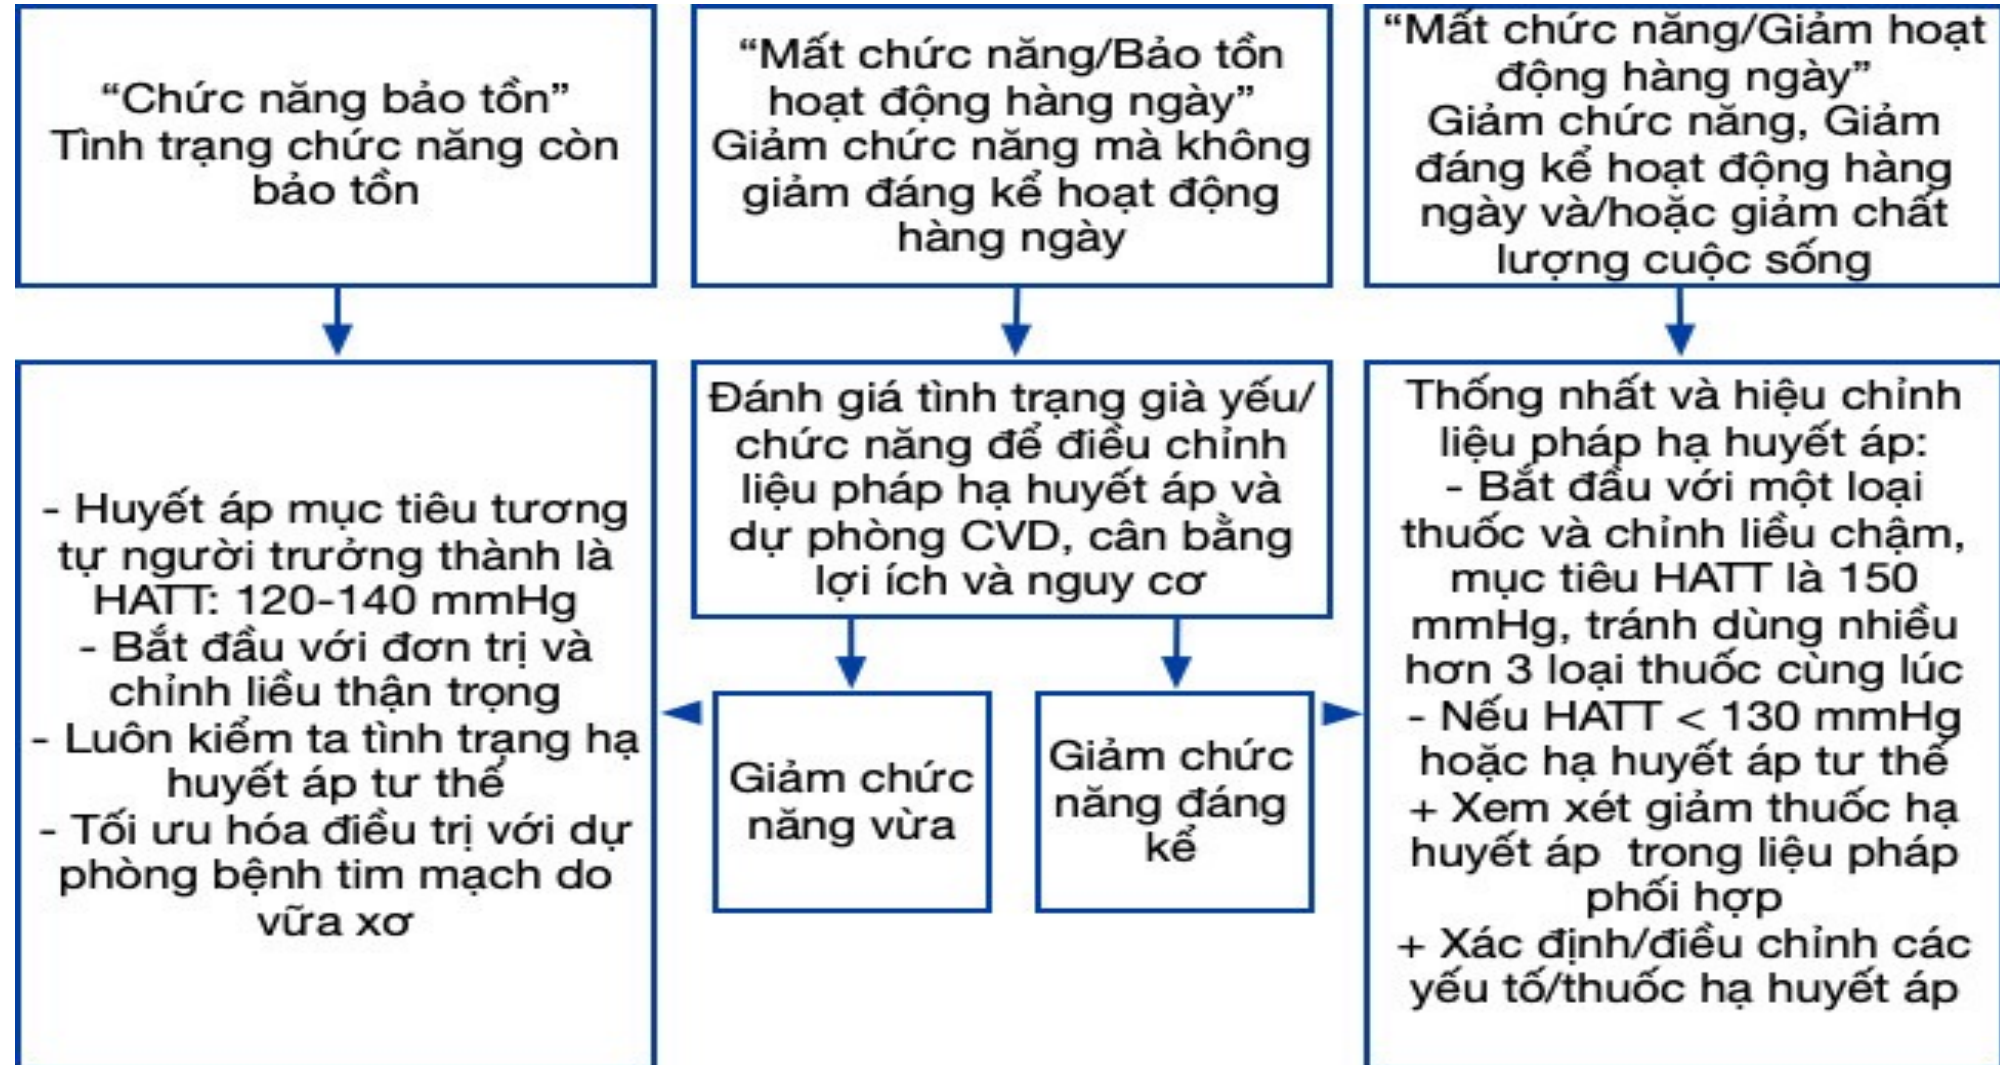 “Chức năng bảo tồn”
Tình trạng chức năng còn
bảo tồn
“Mất chức năng/Bảo tồn
hoạt động hàng ngày”
Giảm chức năng mà không
giảm đáng kể hoạt động
hàng ngày
“Mất chức năng/Giảm hoạt
động hàng ngày”
Giảm chức năng, Giảm
đáng kể hoạt động hàng
ngày và/hoặc giảm chất
lượng cuộc sống
- Huyết áp mục tiêu tương
tự người trưởng thành là
HATT: 120-140 mmHg
- Bắt đầu với đơn trị và
chỉnh liều thận trọng
- Luôn kiểm ta tình trạng hạ
huyết áp tư thế
- Tối ưu hóa điều trị với dự
phòng bệnh tim mạch do
vữa xơ
Đánh giá tình trạng già yếu/
chức năng để điều chỉnh
liệu pháp hạ huyết áp và
dự phòng CVD, cân bằng
lợi ích và nguy cơ
Giảm chức
năng vừa
Giảm chức
năng đáng
kể
Thống nhất và hiệu chỉnh
liệu pháp hạ huyết áp:
- Bắt đầu với một loại
thuốc và chỉnh liều chậm,
mục tiêu HATT là 150
mmHg, tránh dùng nhiều
hơn 3 loại thuốc cùng lúc
- Nếu HATT < 130 mmHg
hoặc hạ huyết áp tư thế
+ Xem xét giảm thuốc hạ
huyết áp trong liệu pháp
phối hợp
+ Xác định/điều chỉnh các
yếu tố/thuốc hạ huyết áp